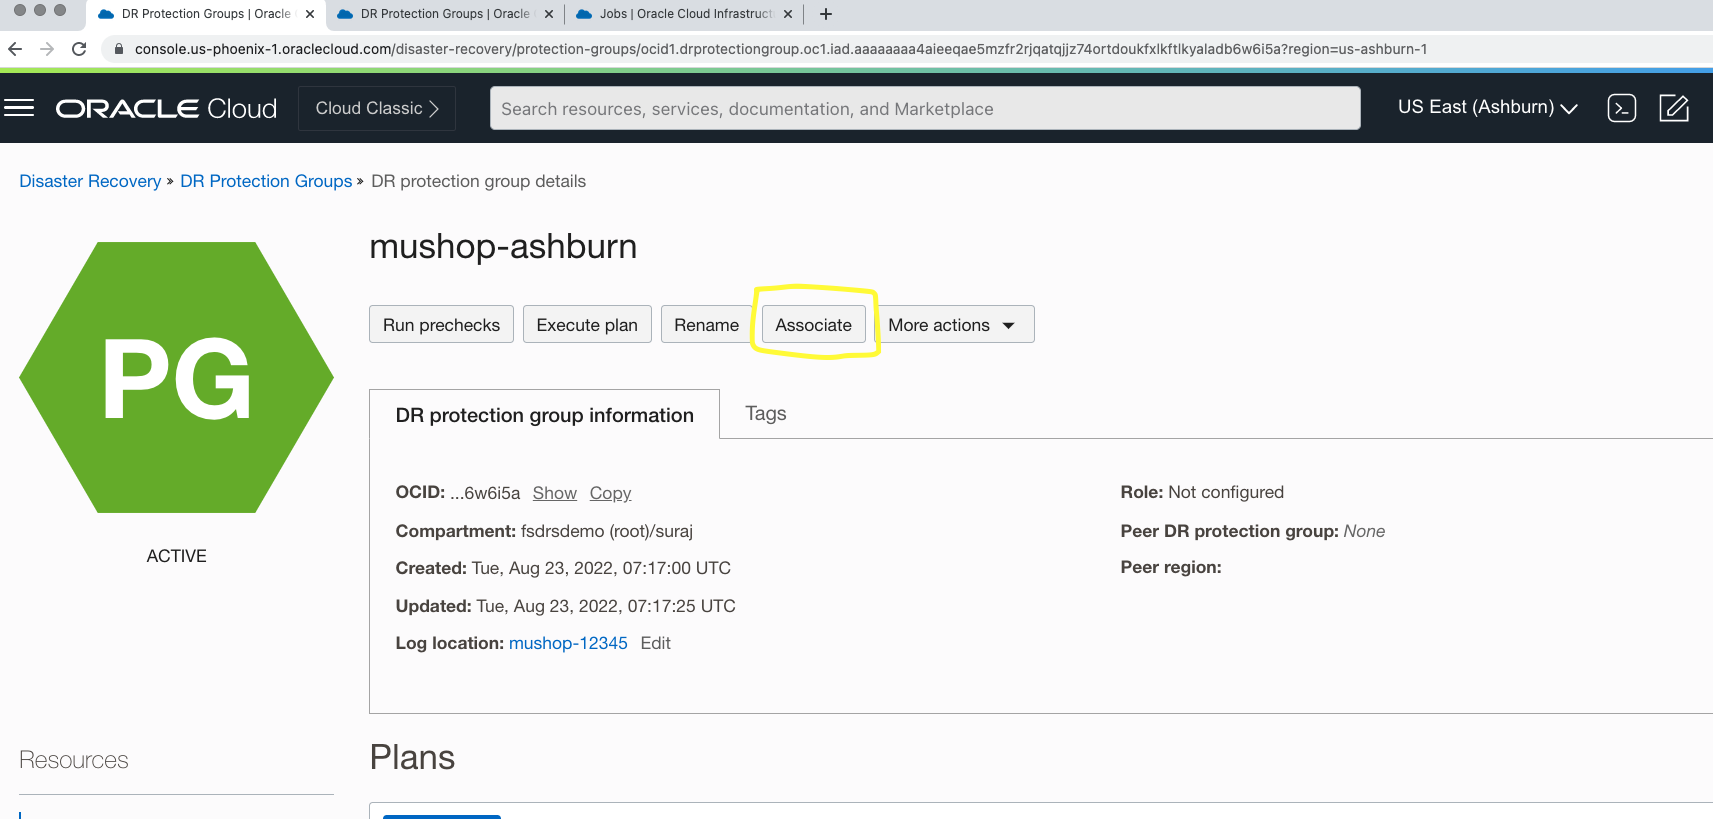 DR Protection Groups | Oracle
DR Protection Groups | Oracle
Jobs | Oracle Cloud Infrastruct
console.us-phoenix-1.oraclecloud.com/disaster-recovery/protection-groups/ocid1.drprotectiongroup.oc1.iad.aaaaaaaa4aieeqae5mzfr2rjqatqjjz74ortdoukfxlkftlkyaladb6w6i5a?region=us-ashburn-1
ORACLE Cloud
Cloud Classic
Search resources, services, documentation, and Marketplace
US East (Ashburn)
Disaster Recovery » DR Protection Groups » DR protection group details
mushop-ashburn
Run prechecks
Execute plan
Rename
Associate
More actions
PG
ACTIVE
DR protection group information
Tags
OCID: ...6w6i5a Show Copy
Compartment: fsdrsdemo (root)/suraj
Created: Tue, Aug 23, 2022, 07:17:00 UTC
Updated: Tue, Aug 23, 2022, 07:17:25 UTC
Log location: mushop-12345 Edit
Role: Not configured
Peer DR protection group: None
Peer region:
Resources
Plans